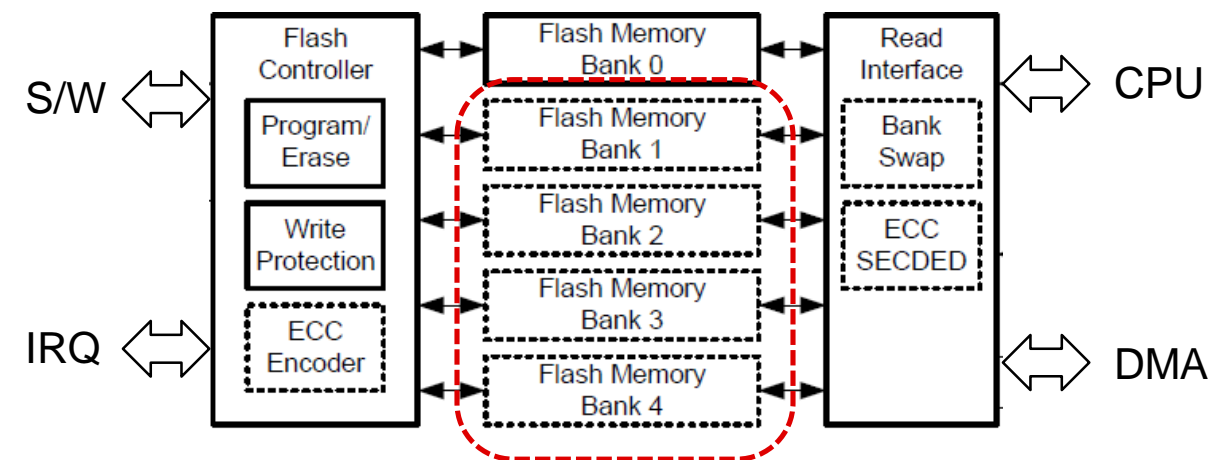 S/W
IRQ
Flash
Controller
Program/
Erase
Write
Protection
ECC
Encoder
Flash Memory
Bank 0
Flash Memory
Bank 1
Flash Memory
Bank 2
Flash Memory
Bank 3
Flash Memory
Bank 4
Read
Interface
Bank
Swap
ECC
SECDED
CPU
DMA